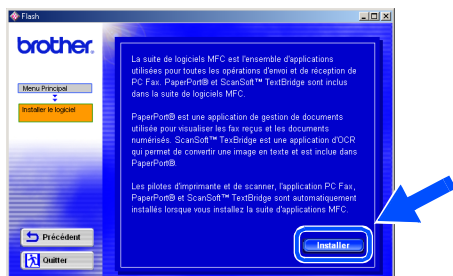 Flash
brother.
Menu Principal
Installer le logiciel
La suite de logiciels MFC est l'ensemble d'applications
utilisées pour toutes les opérations d'envoi et de réception de
PC Fax. PaperPort® et ScanSoft™ TextBridge sont inclus
dans la suite de logiciels MFC.
PaperPort® est une application de gestion de documents
utilisée pour visualiser les fax reçus et les documents
numérisés. ScanSoft™ TexBridge est une application d'OCR
qui permet de convertir une image en texte et est incluse dans
PaperPort®.
Les pilotes d'imprimante et de scanner, l'application PC Fax,
PaperPort® et ScanSoft™ TextBridge sont automatiquement
installés lorsque vous installez la suite d'applications MFC.
Précédent
Quitter
Installer